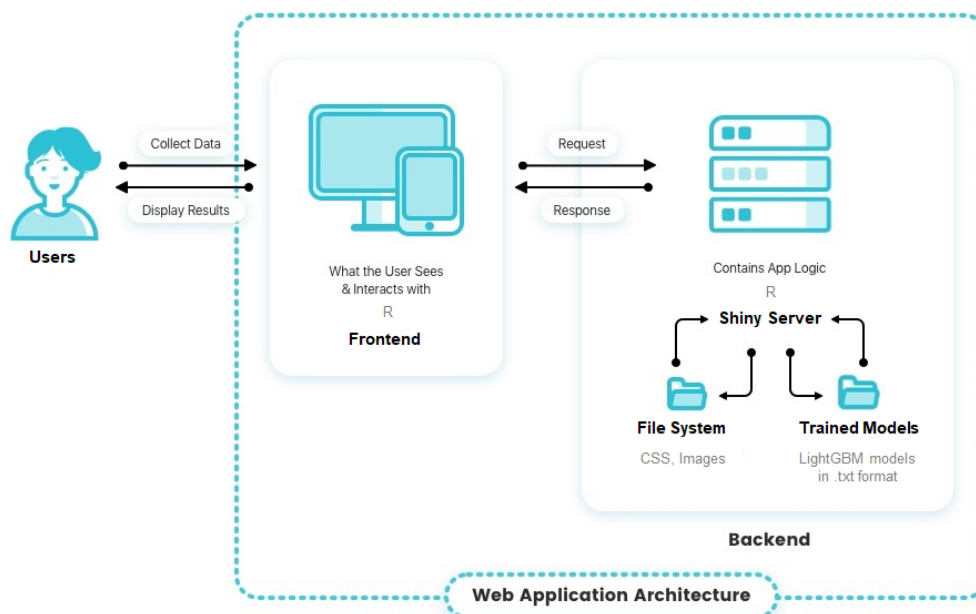 Collect Data
Display Results
Users
What the User Sees
& Interacts with
R
Frontend
Request
Response
Contains App Logic
R
Shiny Server
File System
CSS, Images
Trained Models
LightGBM models
in .txt format
Backend
Web Application Architecture